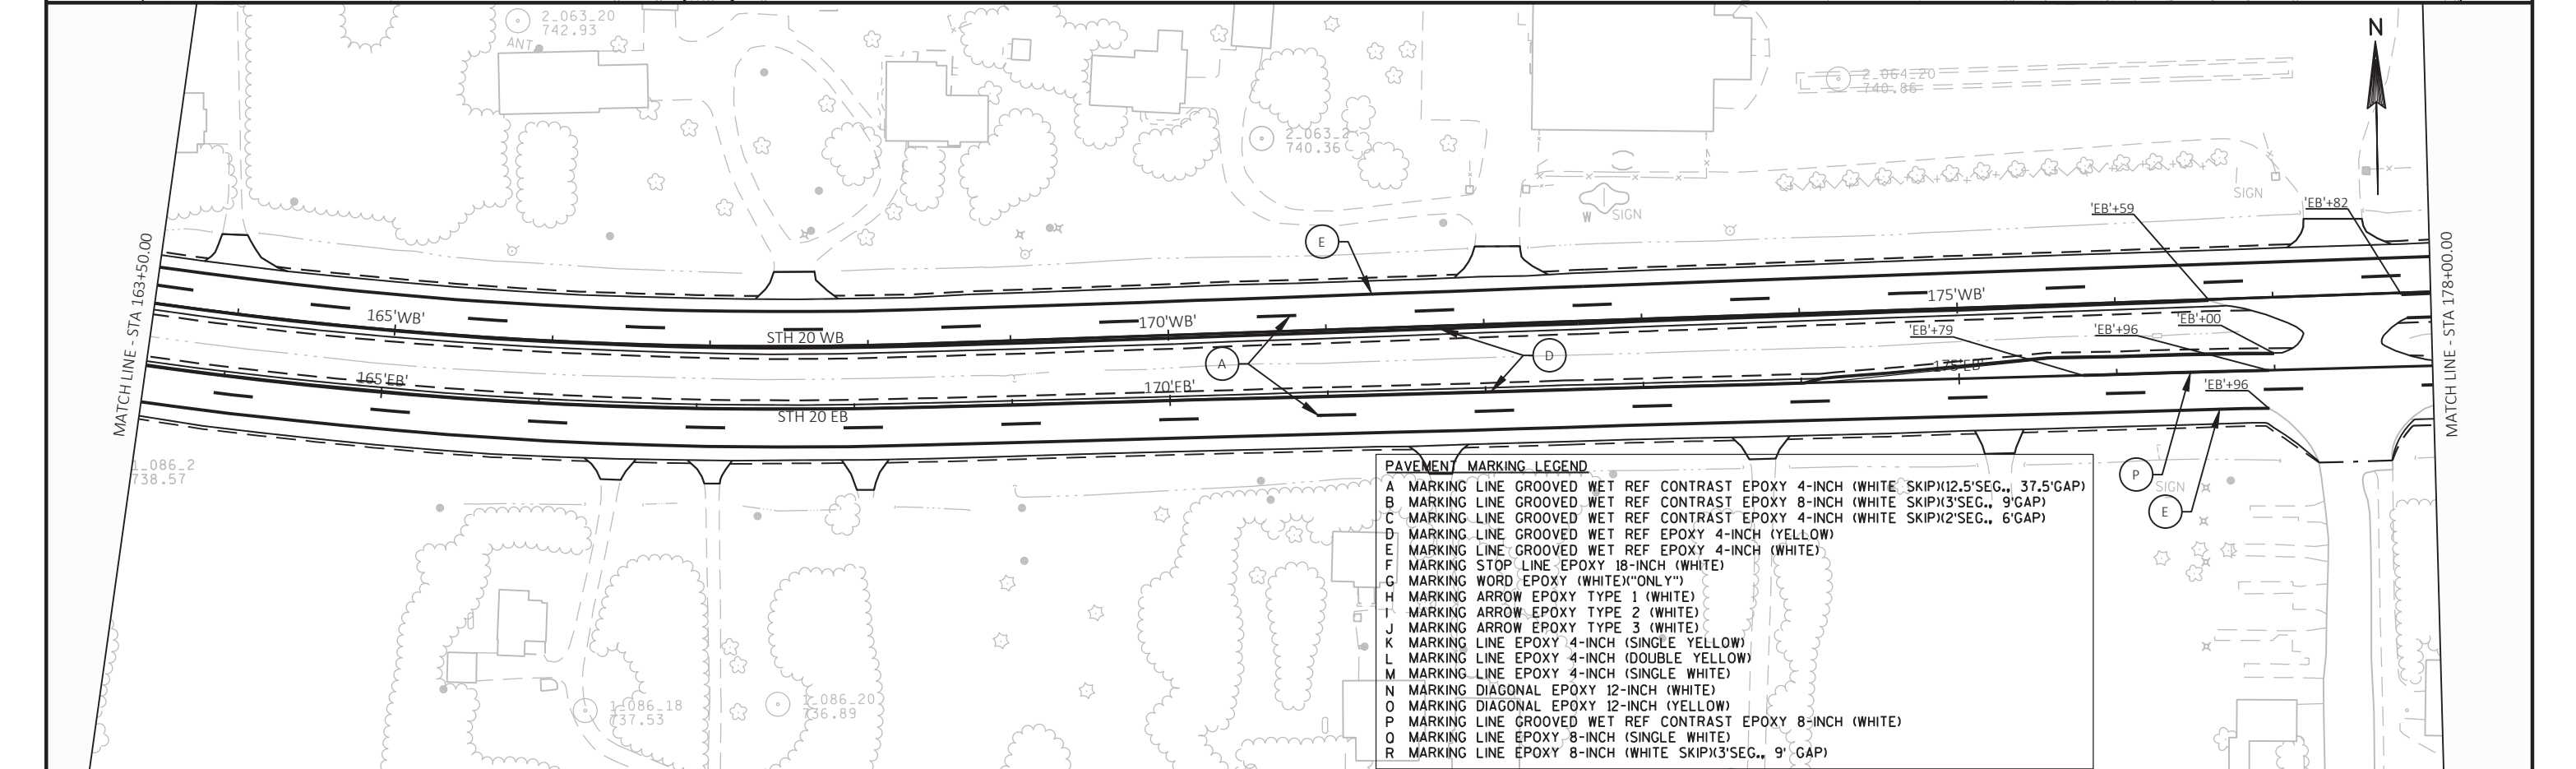 2_063_20
742.93
ANT
N
2_064_20
740.86
2_063_2
740.36
W
SIGN
SIGN
'EB'+59
'EB'+82
MATCH LINE - STA 163+50.00
MATCH LINE - STA 178+00.00
E
165'WB'
STH 20 WB
170'WB'
175'WB'
'EB'+00
'EB'+79
'EB'+96
A
D
165'EB'
STH 20 EB
170'EB'
175'EB'
'EB'+96
1_086_2
738.57
P
SIGN
E
PAVEMENT MARKING LEGEND
A MARKING LINE GROOVED WET REF CONTRAST EPOXY 4-INCH (WHITE SKIP)(12.5'SEG., 37.5'GAP)
B MARKING LINE GROOVED WET REF CONTRAST EPOXY 8-INCH (WHITE SKIP)(3'SEG., 9'GAP)
C MARKING LINE GROOVED WET REF CONTRAST EPOXY 4-INCH (WHITE SKIP)(2'SEG., 6'GAP)
D MARKING LINE GROOVED WET REF EPOXY 4-INCH (YELLOW)
E MARKING LINE GROOVED WET REF EPOXY 4-INCH (WHITE)
F MARKING STOP LINE EPOXY 18-INCH (WHITE)
G MARKING WORD EPOXY (WHITE)("ONLY")
H MARKING ARROW EPOXY TYPE 1 (WHITE)
I MARKING ARROW EPOXY TYPE 2 (WHITE)
J MARKING ARROW EPOXY TYPE 3 (WHITE)
K MARKING LINE EPOXY 4-INCH (SINGLE YELLOW)
L MARKING LINE EPOXY 4-INCH (DOUBLE YELLOW)
M MARKING LINE EPOXY 4-INCH (SINGLE WHITE)
N MARKING DIAGONAL EPOXY 12-INCH (WHITE)
O MARKING DIAGONAL EPOXY 12-INCH (YELLOW)
P MARKING LINE GROOVED WET REF CONTRAST EPOXY 8-INCH (WHITE)
Q MARKING LINE EPOXY 8-INCH (SINGLE WHITE)
R MARKING LINE EPOXY 8-INCH (WHITE SKIP)(3'SEG., 9' GAP)
1_086_18
737.53
1_086_20
736.89